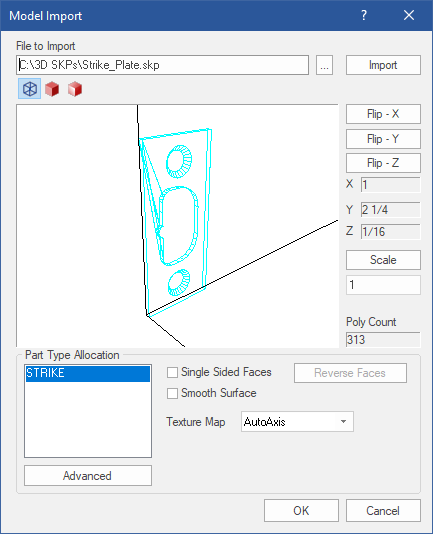 Model Import ? ×
File to Import
C:\3D SKPs\Strike_Plate.skp ... Import
Flip - X
Flip - Y
Flip - Z
X 1
Y 2 1/4
Z 1/16
Scale
1
Poly Count
313
Part Type Allocation
STRIKE
Single Sided Faces
Reverse Faces
Smooth Surface
Texture Map AutoAxis
Advanced
OK Cancel